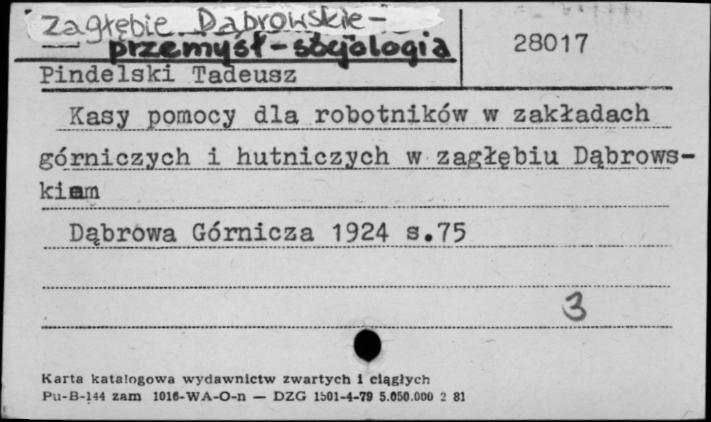 Zagłębie Dąbrowskie -
przemysł - socjologia
28017
Pindelski Tadeusz
Kasy pomocy dla robotników w zakładach
górniczych i hutniczych w zagłębiu Dąbrows-
kiem
Dąbrowa Górnicza 1924 s.75
3
Karta katalogowa wydawnictw zwartych i ciągłych
Pu-B-144 zam 1016-WA-O-n — DZG 1501-4-79 5.050.000 2 81